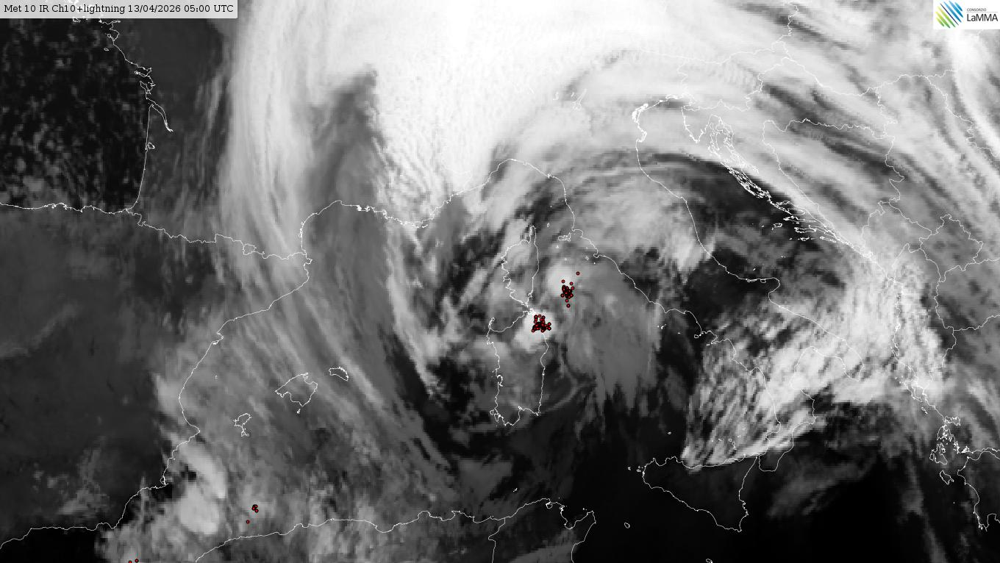 Met 10 IR Ch10+lightning 13/04/2026 05:00 UTC
CONSORZIO
LaMMA